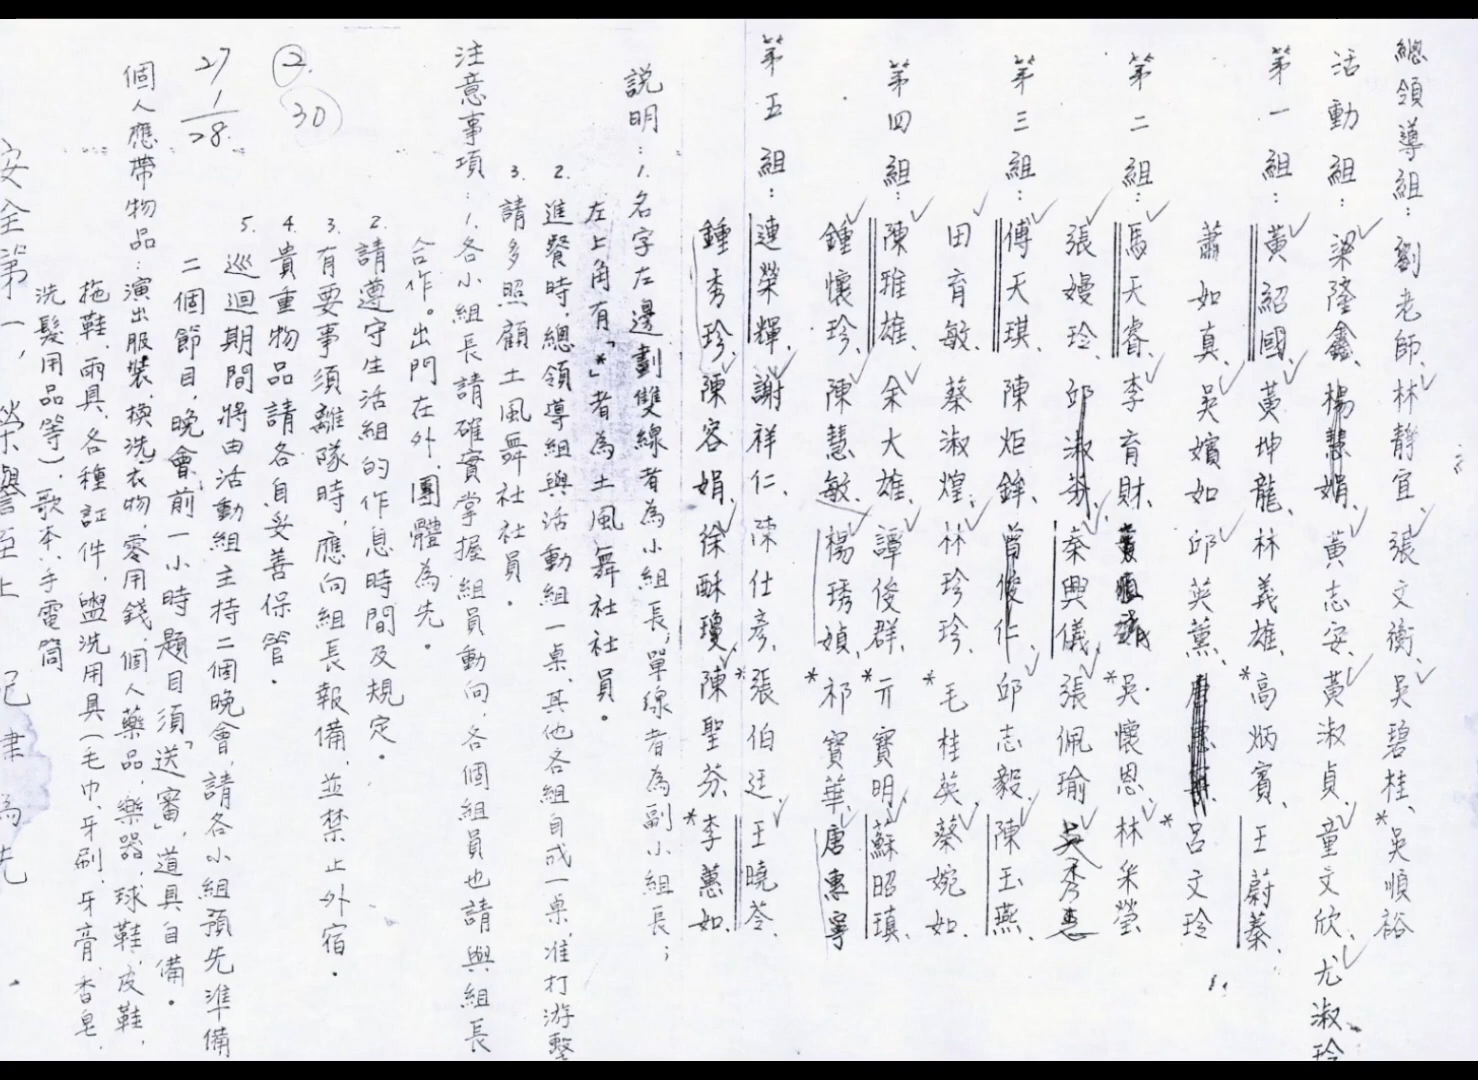 總領導組：劉老師、林靜宜、張文衡、吳碧桂、*吳順裕
活動組：梁隆鑫、楊慧娟、黃志安、黃淑貞、童文欣、尤淑玲
第一組：黃紹國、黃坤龍、林義雄、*高炳賓、王蔚蓁、
蕭如真、吳嬪如、邱英薰、*呂文玲
第二組：馬天睿、李育財、*吳懷恩、林釆瑩
張嫚玲、邱淑芬、秦興儀、張佩瑜、吳秀惠
第三組：傅天琪、陳炬鉾、曾俊仁、邱志毅、陳玉燕、
田育敏、蔡淑煌、林珍珍、*毛桂英、蔡婉如、
第四組：陳雅雄、余大雄、譚俊群、*亓寶明、蘇昭瑱、
鍾懷珍、陳慧敏、楊琇媜、*祁寶華、唐惠寧
第五組：連榮輝、謝祥仁、陳仕彥、*張伯廷、王曉苓、
鍾秀珍、陳容娟、徐酥瓊、陳聖芬、*李蕙如、
說明：1.名字左邊劃雙線者為小組長，單線者為副小組長；
左上角有「*」者為土風舞社社員。
2.進餐時，總領導組與活動組一桌、其他各組自成一桌，准打游擊
3.請多照顧土風舞社社員．
注意事項：1.各小組長請確實掌握組員動向、各個組員也請與組長
合作。出門在外，團體為先．
2.請遵守生活組的作息時間及規定．
3.有要事須離隊時，應向組長報備，並禁止外宿．
4.貴重物品請各自妥善保管．
5.巡迴期間將由活動組主持二個晚會，請各小組預先準備
二個節目，晚會前一小時題目須「送審」，道具自備．
2. 30
27 1/28.
個人應帶物品：演出服裝、換洗衣物、零用錢、個人藥品、樂器、球鞋、皮鞋、
拖鞋、雨具、各種証件、盥洗用具（毛巾、牙刷、牙膏、香皂、
洗髮用品等）、歌本、手電筒
安全第一，榮譽至上 紀律為先．